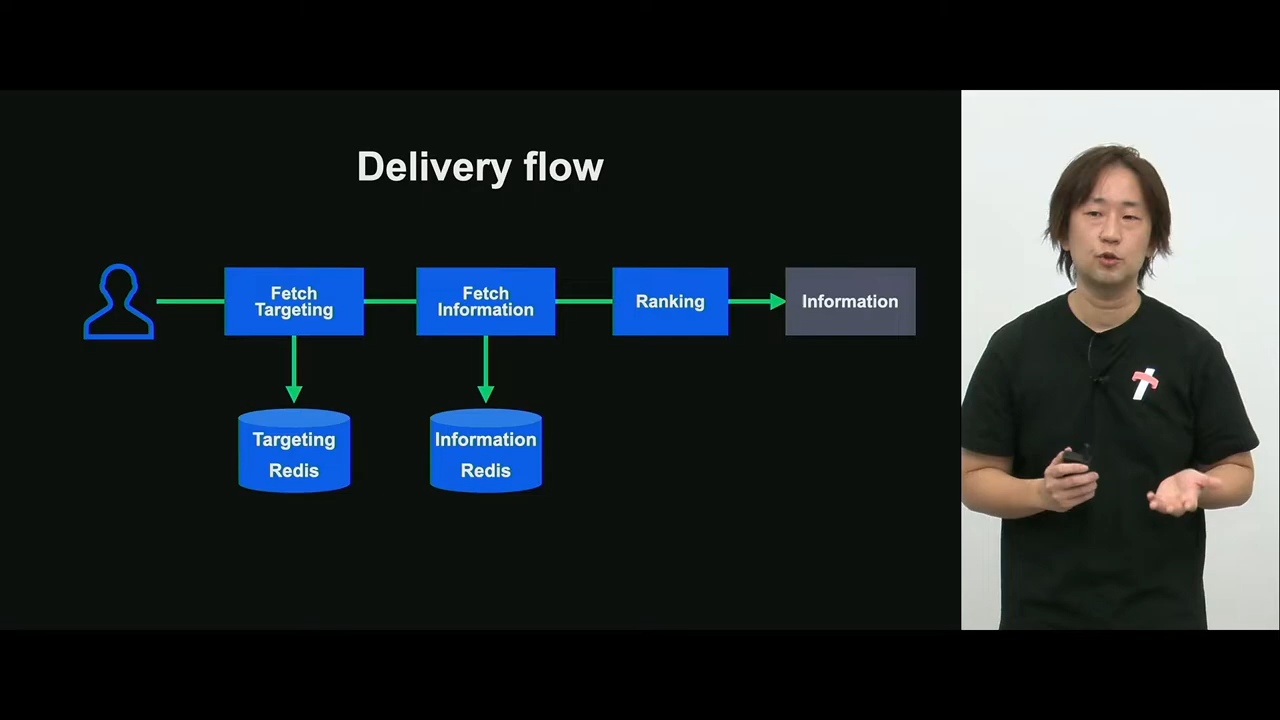 Delivery flow
Fetch
Targeting
Fetch
Information
Ranking
Information
Targeting
Redis
Information
Redis